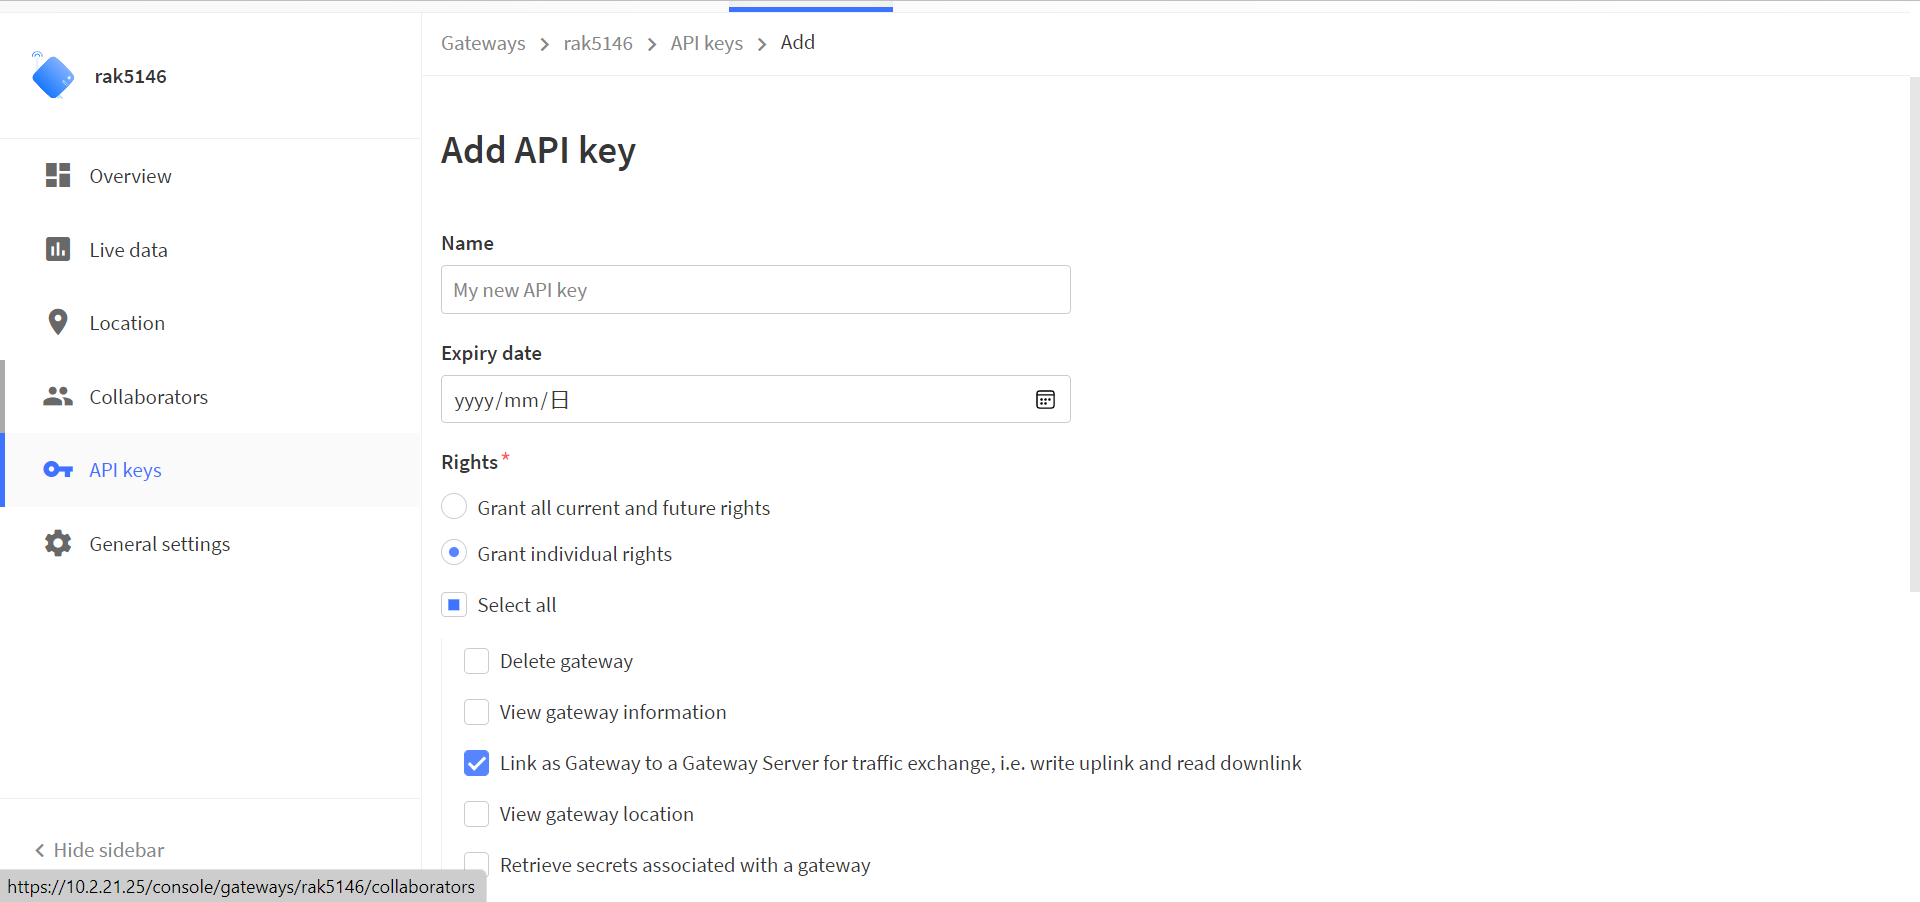 Gateways > rak5146 > API keys > Add
rak5146
Overview
Live data
Location
Collaborators
API keys
General settings
Hide sidebar
https://10.2.21.25/console/gateways/rak5146/collaborators
Add API key
Name
My new API key
Expiry date
yyyy/mm/日
Rights*
Grant all current and future rights
Grant individual rights
Select all
Delete gateway
View gateway information
Link as Gateway to a Gateway Server for traffic exchange, i.e. write uplink and read downlink
View gateway location
Retrieve secrets associated with a gateway